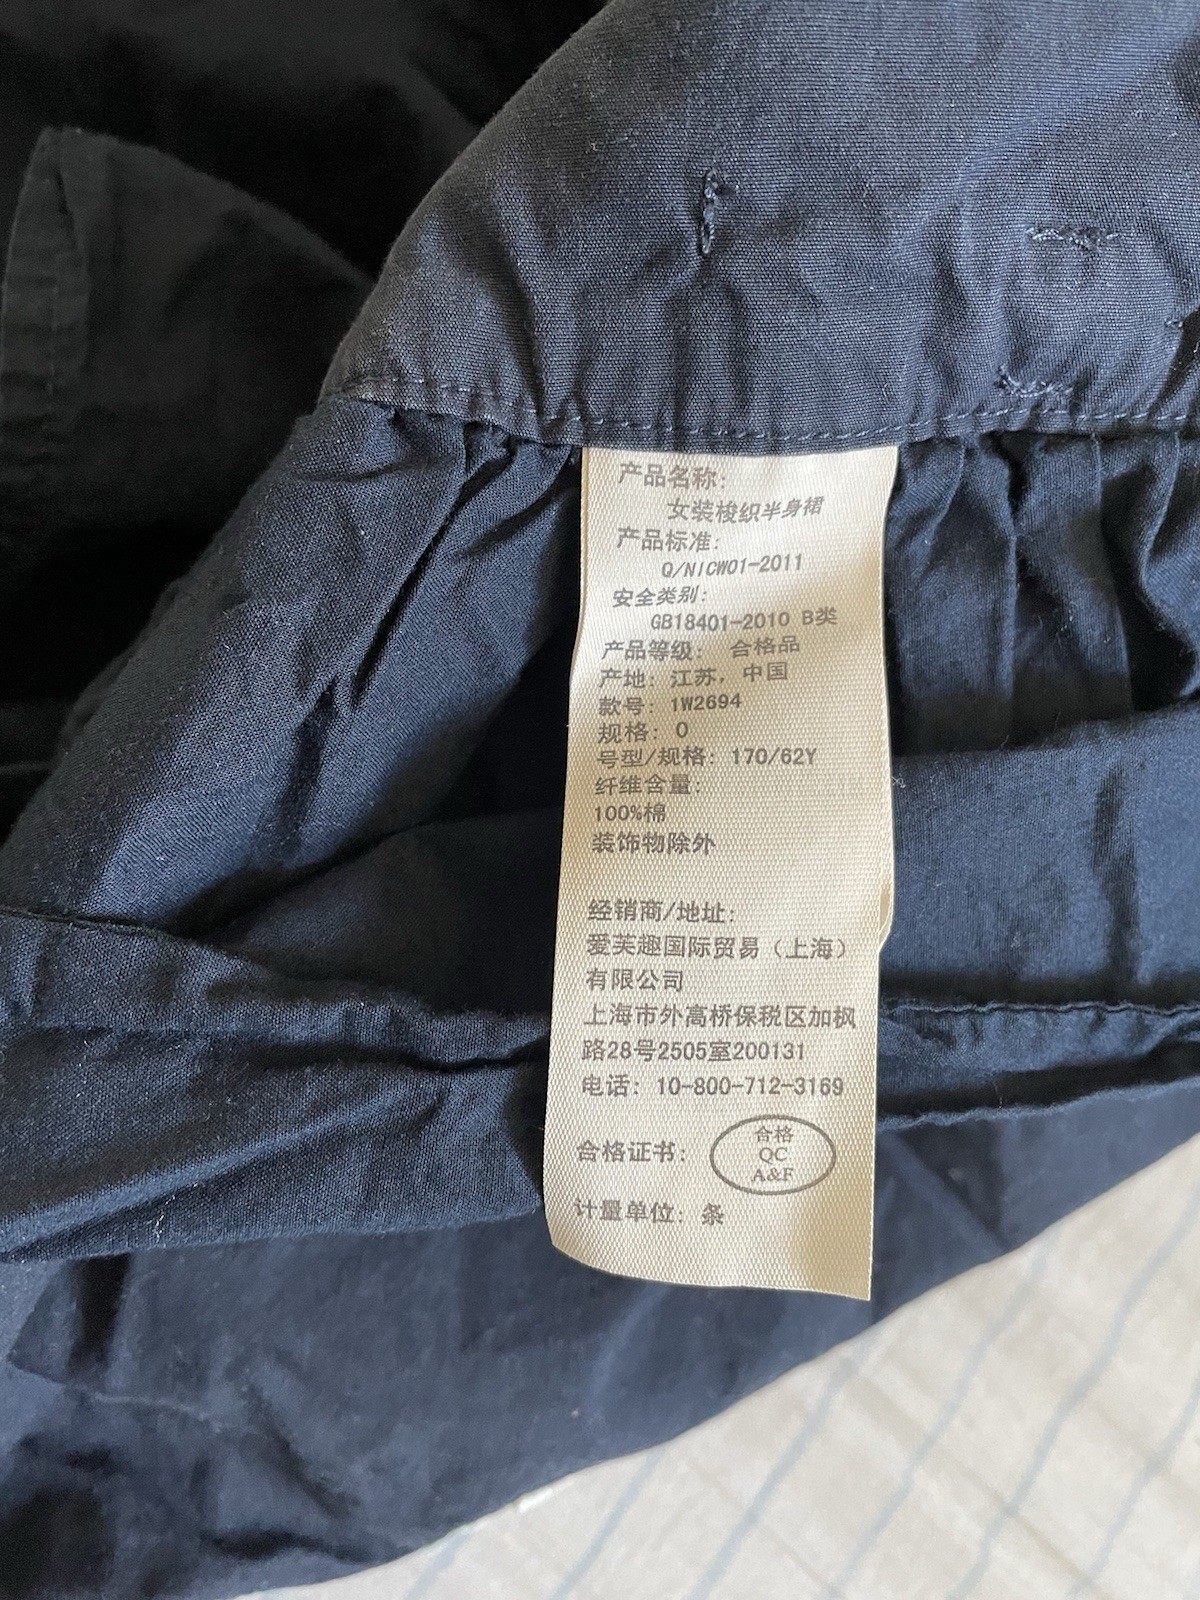 产品名称:
女装梭织半身裙
产品标准:
Q/NICW01-2011
安全类别:
GB18401-2010 B类
产品等级: 合格品
产地: 江苏, 中国
款号: 1W2694
规格: 0
号型/规格: 170/62Y
纤维含量:
100%棉
装饰物除外
经销商/地址:
爱芙趣国际贸易（上海）
有限公司
上海市外高桥保税区加枫
路28号2505室200131
电话: 10-800-712-3169
合格证书:
合格
QC
A&F
计量单位: 条